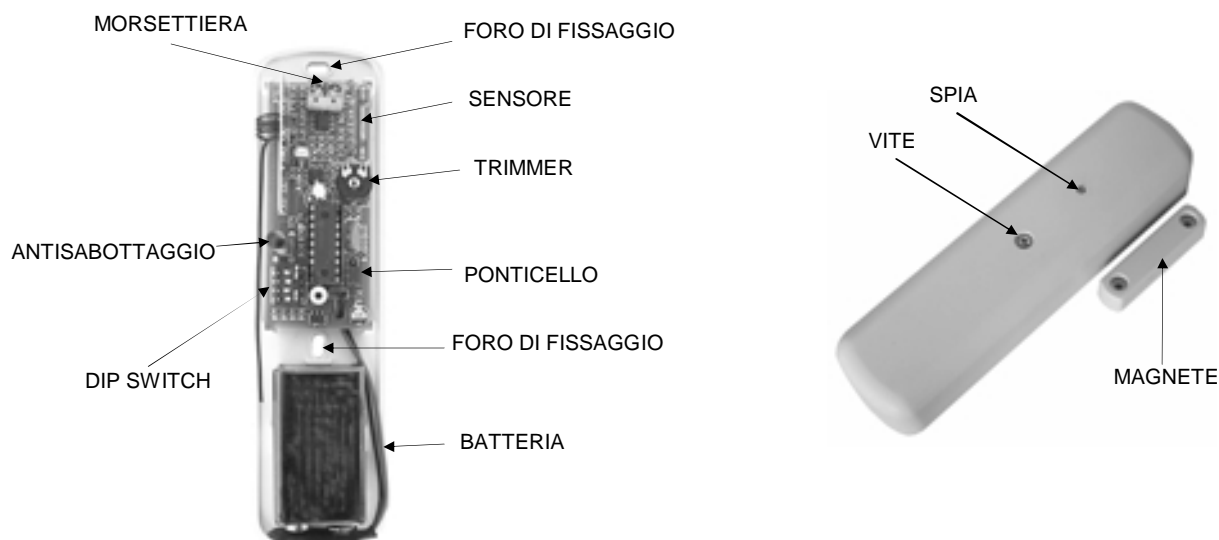 MORSETTIERA
FORO DI FISSAGGIO
SENSORE
TRIMMER
ANTISABOTTAGGIO
PONTICELLO
FORO DI FISSAGGIO
DIP SWITCH
BATTERIA
SPIA
VITE
MAGNETE